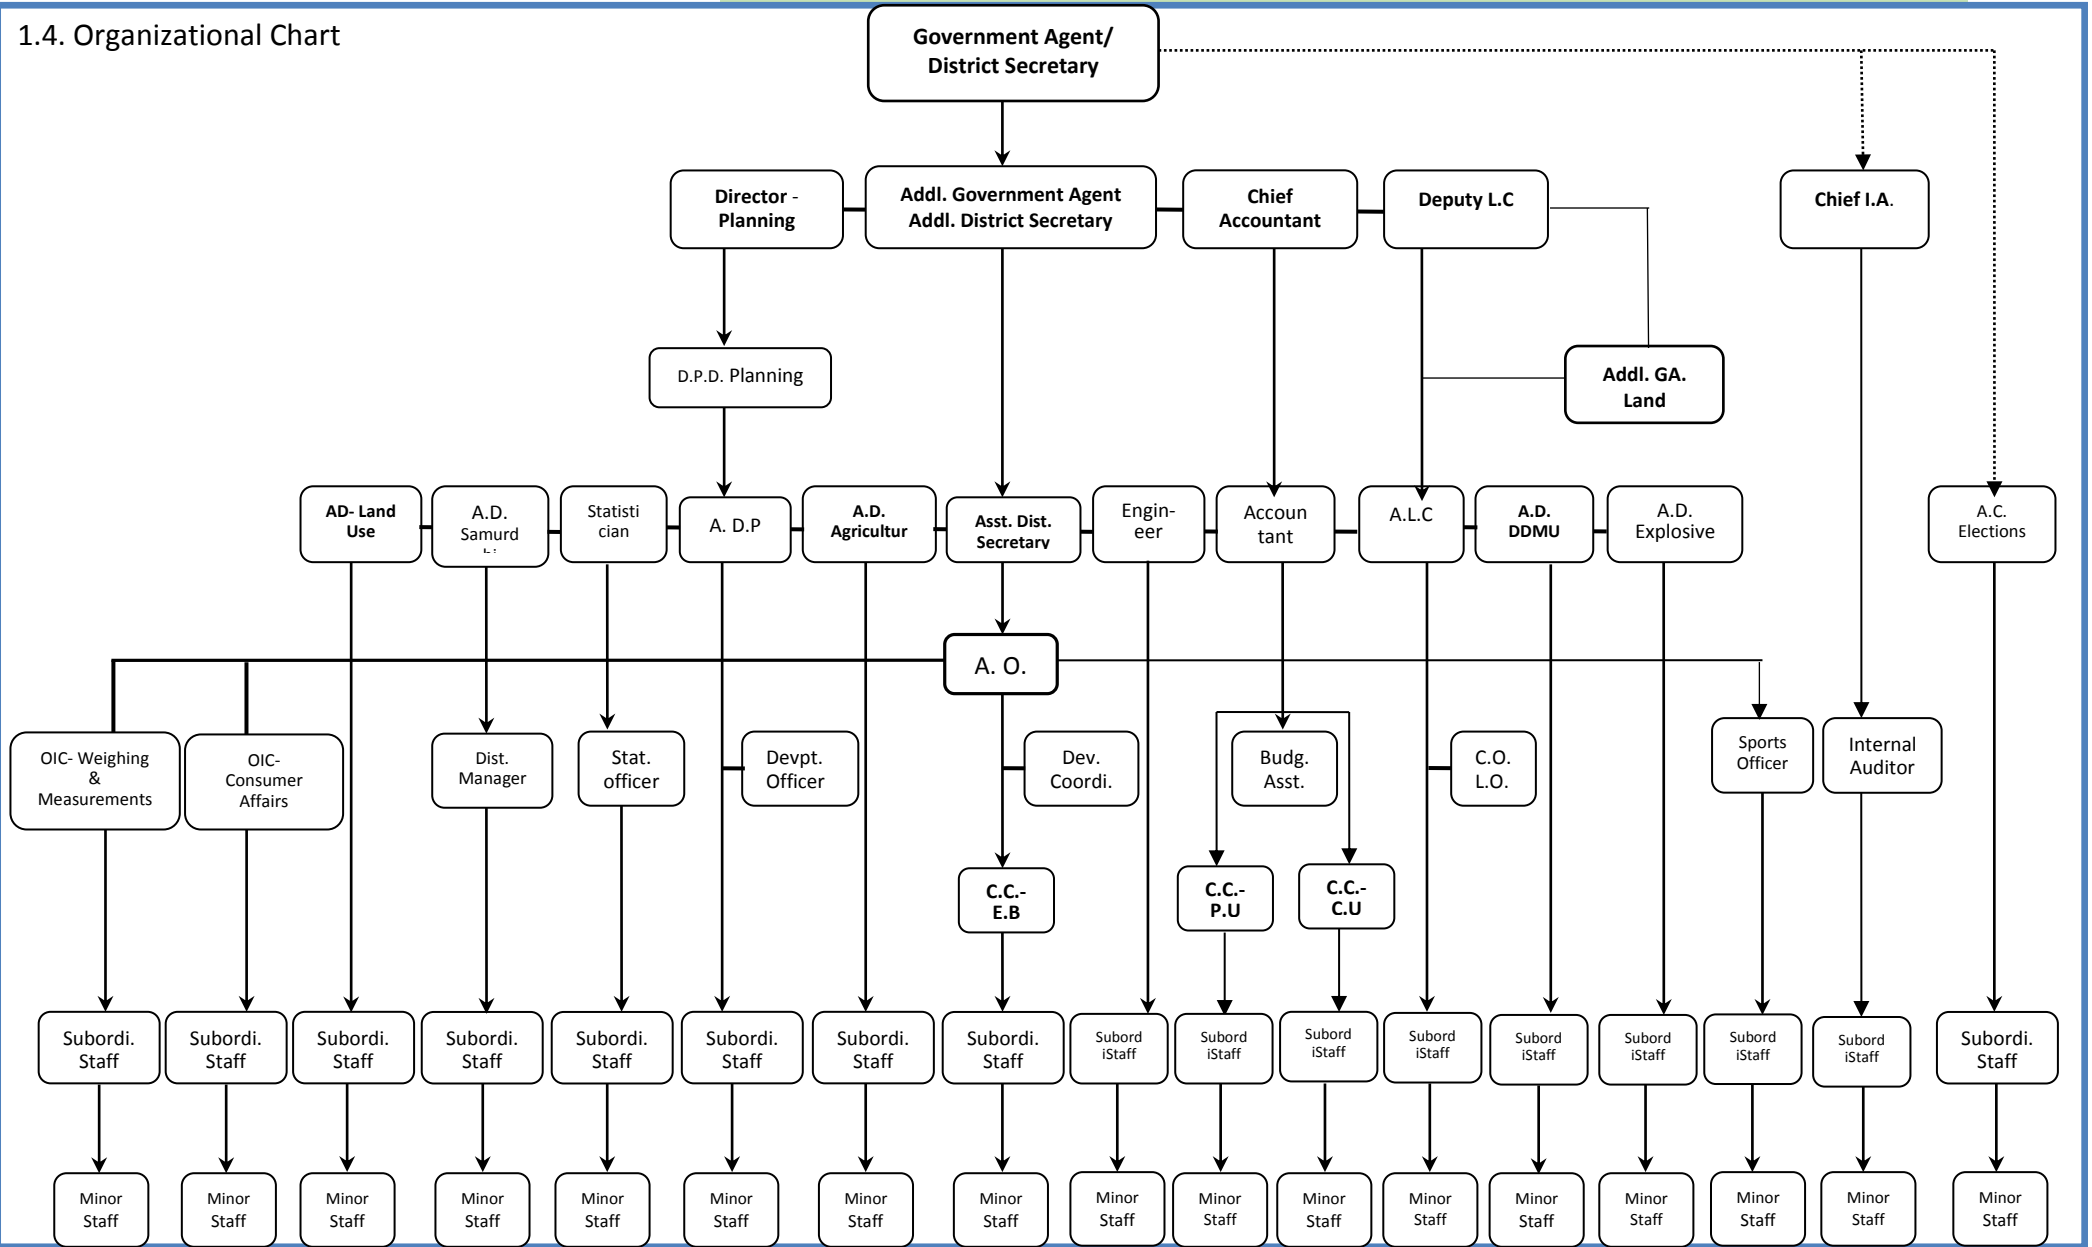 1.4. Organizational Chart
Government Agent/
District Secretary
Director -
Planning
Addl. Government Agent
Addl. District Secretary
Chief
Accountant
Deputy L.C
Chief I.A.
D.P.D. Planning
Addl. GA.
Land
AD- Land
Use
A.D.
Samurd
Statisti
cian
A. D.P
A.D.
Agricultur
Asst. Dist.
Secretary
Engin-
eer
Accoun
tant
A.L.C
A.D.
DDMU
A.D.
Explosive
A.C.
Elections
A. O.
OIC- Weighing
&
Measurements
OIC-
Consumer
Affairs
Dist.
Manager
Stat.
officer
Devpt.
Officer
Dev.
Coordi.
Budg.
Asst.
C.O.
L.O.
Sports
Officer
Internal
Auditor
C.C.-
E.B
C.C.-
P.U
C.C.-
C.U
Subordi.
Staff
Subordi.
Staff
Subordi.
Staff
Subordi.
Staff
Subordi.
Staff
Subordi.
Staff
Subordi.
Staff
Subordi.
Staff
Subord
iStaff
Subord
iStaff
Subord
iStaff
Subord
iStaff
Subord
iStaff
Subord
iStaff
Subord
iStaff
Subord
iStaff
Subordi.
Staff
Minor
Staff
Minor
Staff
Minor
Staff
Minor
Staff
Minor
Staff
Minor
Staff
Minor
Staff
Minor
Staff
Minor
Staff
Minor
Staff
Minor
Staff
Minor
Staff
Minor
Staff
Minor
Staff
Minor
Staff
Minor
Staff
Minor
Staff